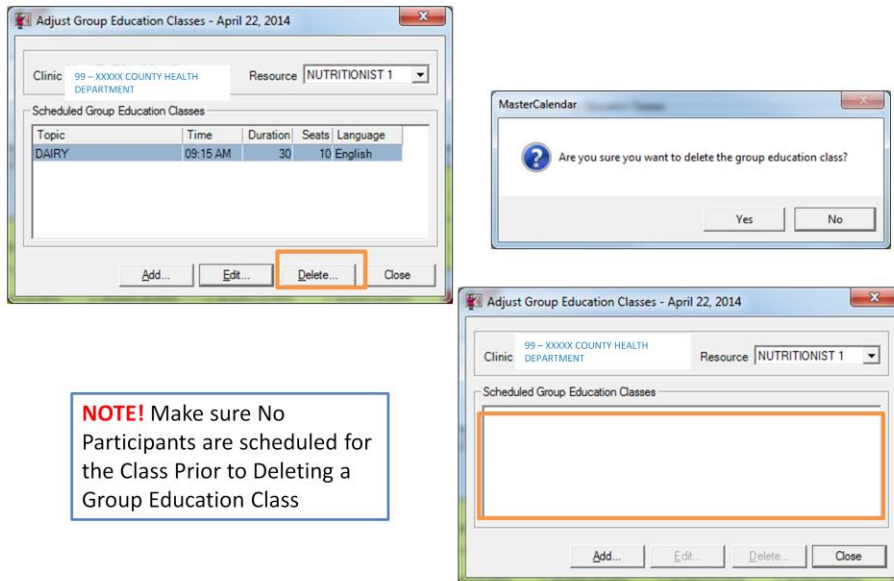 Adjust Group Education Classes - April 22, 2014
Clinic 99 – XXXXX COUNTY HEALTH DEPARTMENT Resource NUTRITIONIST 1
Scheduled Group Education Classes
Topic Time Duration Seats Language
DAIRY 09:15 AM 30 10 English
Add... Edit... Delete... Close
MasterCalendar
Are you sure you want to delete the group education class?
Yes No
Adjust Group Education Classes - April 22, 2014
Clinic 99 – XXXXX COUNTY HEALTH DEPARTMENT Resource NUTRITIONIST 1
Scheduled Group Education Classes
Add... Edit... Delete... Close
NOTE! Make sure No
Participants are scheduled for
the Class Prior to Deleting a
Group Education Class